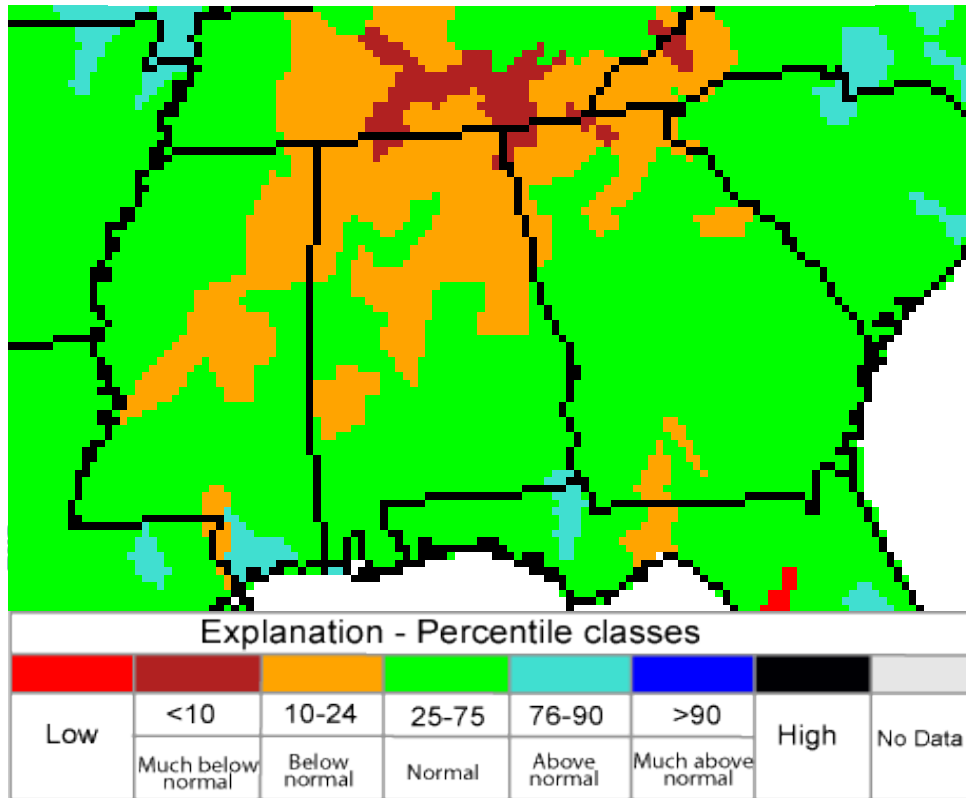 Explanation - Percentile classes
Low <10 10-24 25-75 76-90 >90 High No Data
Much below normal Below normal Normal Above normal Much above normal